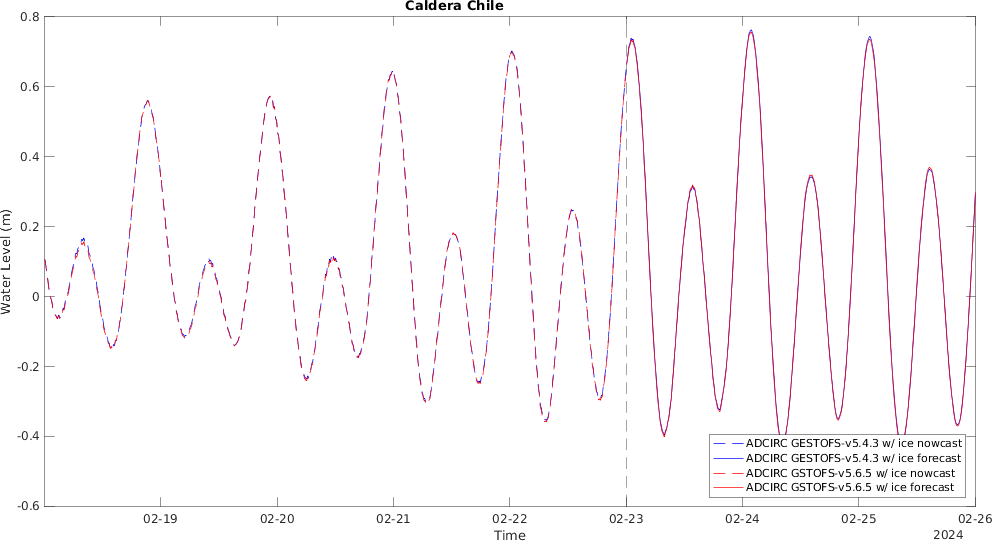 Caldera Chile
0.8
0.6
0.4
0.2
0
-0.2
-0.4
-0.6
Water Level (m)
02-19
02-20
02-21
02-22
02-23
02-24
02-25
02-26
Time
2024
ADCIRC GESTOFS-v5.4.3 w/ ice nowcast
ADCIRC GESTOFS-v5.4.3 w/ ice forecast
ADCIRC GSTOFS-v5.6.5 w/ ice nowcast
ADCIRC GSTOFS-v5.6.5 w/ ice forecast